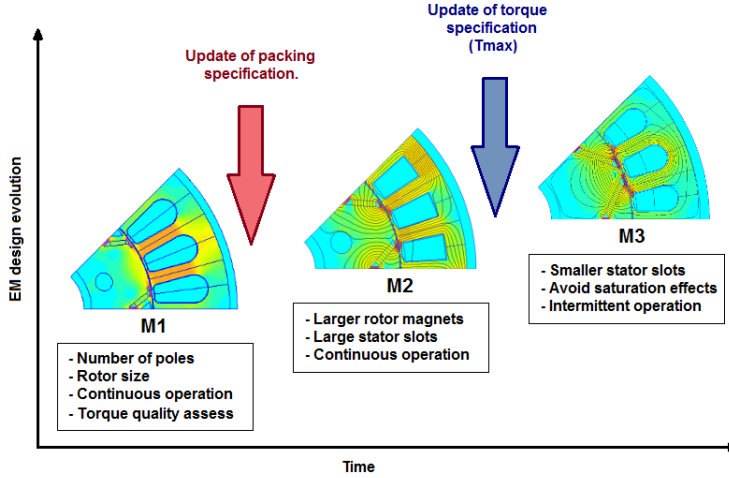 Update of torque
specification
(Tmax)
Update of packing
specification.
EM design evolution
M1
- Number of poles
- Rotor size
- Continuous operation
- Torque quality assess
M2
- Larger rotor magnets
- Large stator slots
- Continuous operation
M3
- Smaller stator slots
- Avoid saturation effects
- Intermittent operation
Time